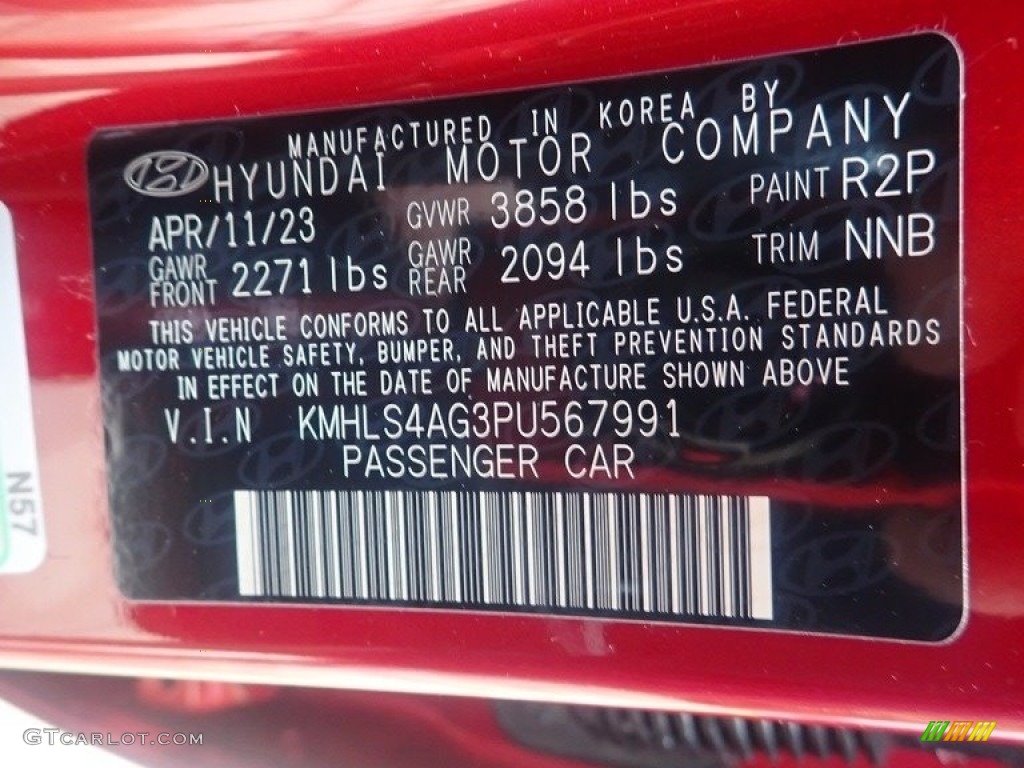 MANUFACTURED IN KOREA BY
HYUNDAI MOTOR COMPANY
APR/11/23 GVWR 3858 lbs PAINT R2P
GAWR FRONT 2271 lbs GAWR REAR 2094 lbs TRIM NNB
THIS VEHICLE CONFORMS TO ALL APPLICABLE U.S.A. FEDERAL
MOTOR VEHICLE SAFETY, BUMPER, AND THEFT PREVENTION STANDARDS
IN EFFECT ON THE DATE OF MANUFACTURE SHOWN ABOVE
V.I.N KMHLS4AG3PU567991
PASSENGER CAR
N57
GTCARLOT.COM